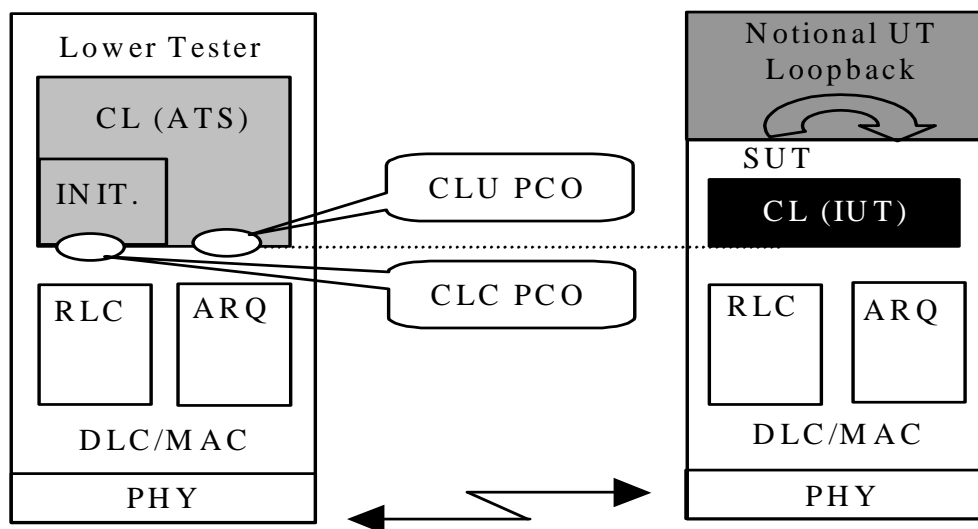 Lower Tester
CL (ATS)
INIT.
RLC
ARQ
DLC/MAC
PHY
CLU PCO
CLC PCO
Notional UT
Loopback
SUT
CL (IUT)
RLC
ARQ
DLC/MAC
PHY